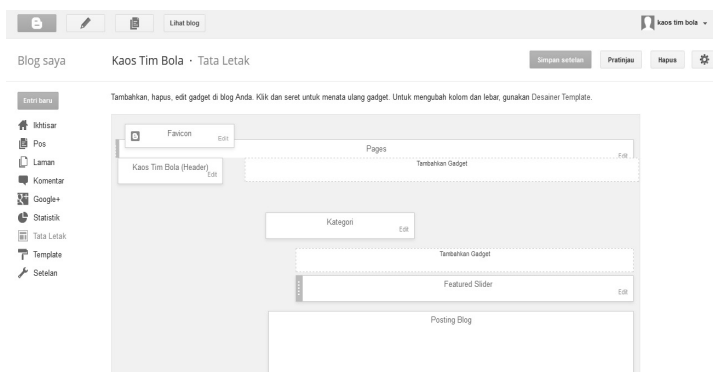 Lihat blog
kaos tim bola
Blog saya
Kaos Tim Bola · Tata Letak
Simpan setelan
Pratinjau
Hapus
Entri baru
Tambahkan, hapus, edit gadget di blog Anda. Klik dan seret untuk menata ulang gadget. Untuk mengubah kolom dan lebar, gunakan Desainer Template.
Ikhtisar
Pos
Laman
Komentar
Google+
Statistik
Tata Letak
Template
Setelan
Favicon
Edit
Pages
Edit
Kaos Tim Bola (Header)
Edit
Tambahkan Gadget
Kategori
Edit
Tambahkan Gadget
Featured Slider
Edit
Posting Blog